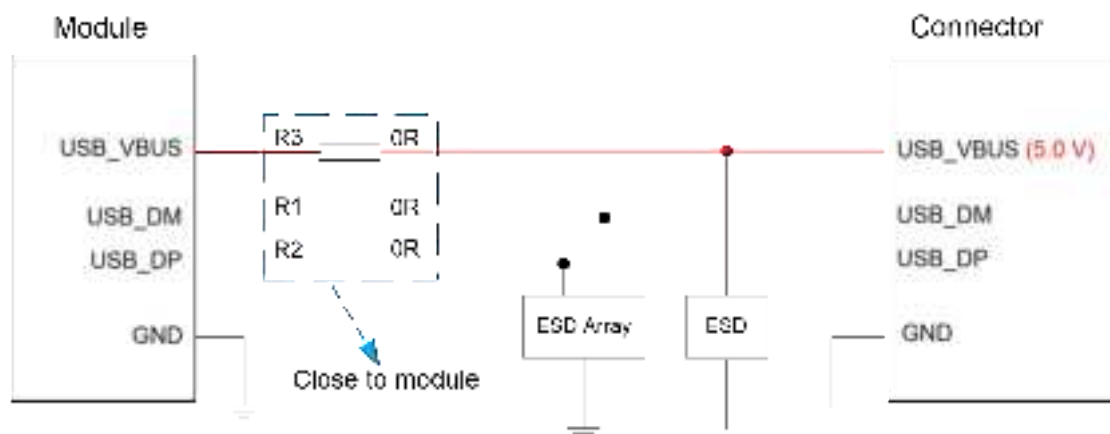 Module
Connector
R3 0R
USB_VBUS
USB_VBUS (5.0 V)
R1 0R
USB_DM
USB_DM
R2 0R
USB_DP
USB_DP
ESD Array
ESD
GND
GND
Close to module